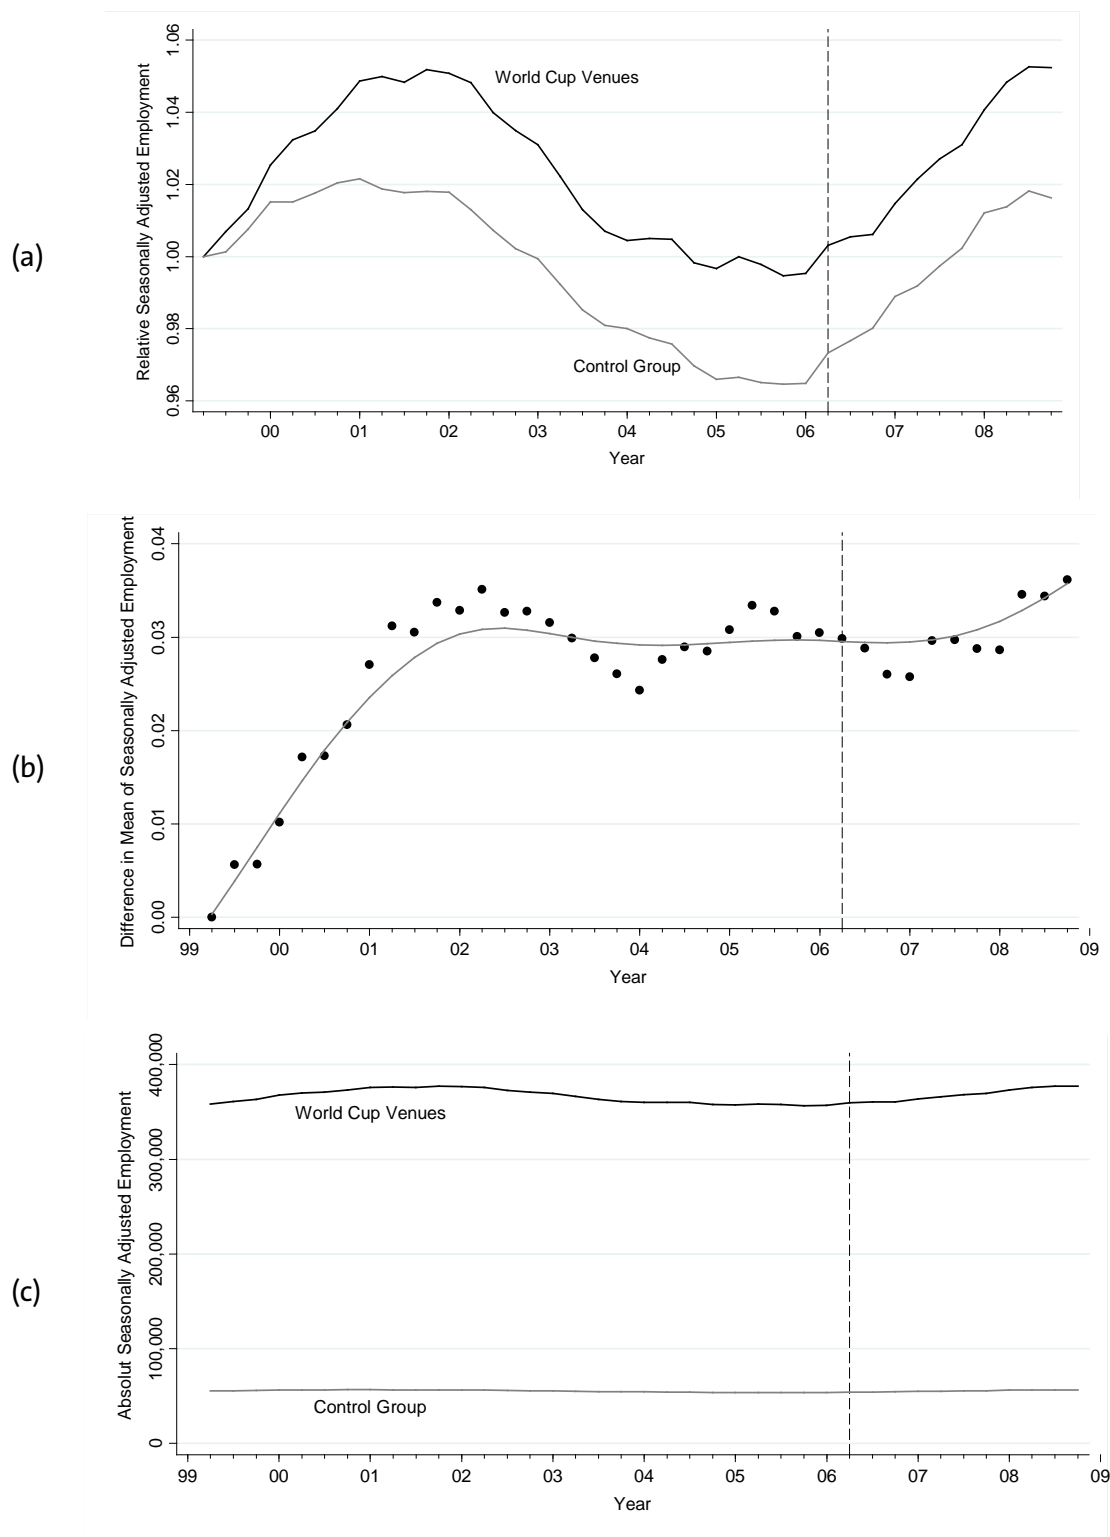 (a)
Relative Seasonally Adjusted Employment
1.06
1.04
1.02
1.00
0.98
0.96
World Cup Venues
Control Group
00 01 02 03 04 05 06 07 08
Year
(b)
Difference in Mean of Seasonally Adjusted Employment
0.04
0.03
0.02
0.01
0.00
99 00 01 02 03 04 05 06 07 08 09
Year
(c)
Absolut Seasonally Adjusted Employment
400,000
300,000
200,000
100,000
0
World Cup Venues
Control Group
99 00 01 02 03 04 05 06 07 08 09
Year